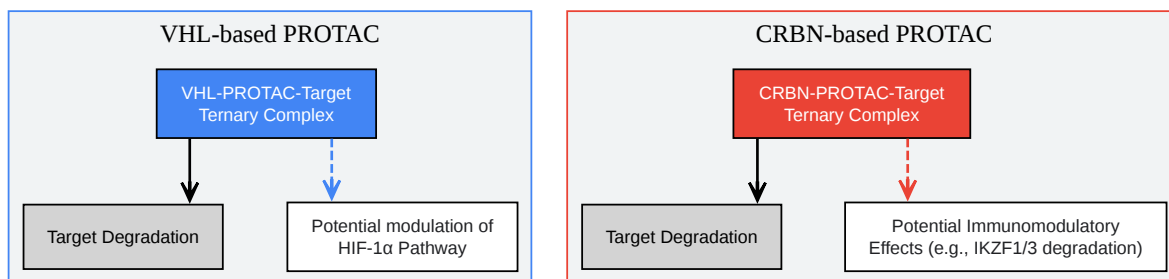 VHL-based PROTAC
VHL-PROTAC-Target
Ternary Complex
Target Degradation
Potential modulation of
HIF-1α Pathway
CRBN-based PROTAC
CRBN-PROTAC-Target
Ternary Complex
Target Degradation
Potential Immunomodulatory
Effects (e.g., IKZF1/3 degradation)